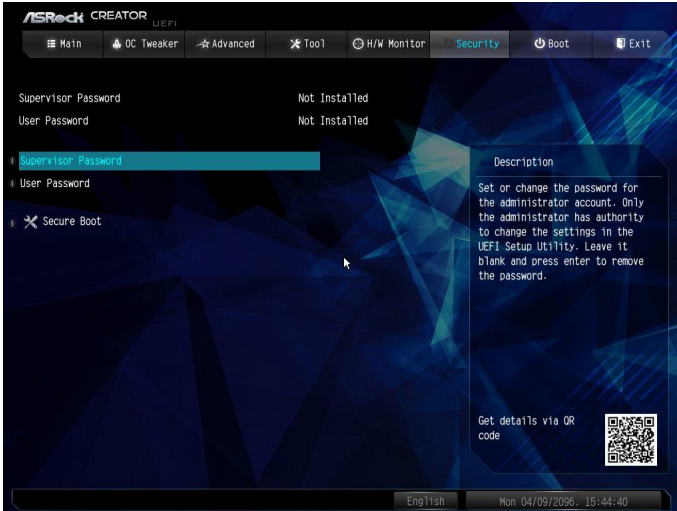 ASRock CREATOR
UEFI
Main OC Tweaker Advanced Tool H/W Monitor Security Boot Exit
Supervisor Password Not Installed
User Password Not Installed
Supervisor Password
User Password
Secure Boot
Description
Set or change the password for
the administrator account. Only
the administrator has authority
to change the settings in the
UEFI Setup Utility. Leave it
blank and press enter to remove
the password.
Get details via QR
code
English Mon 04/09/2096. 15:44:40